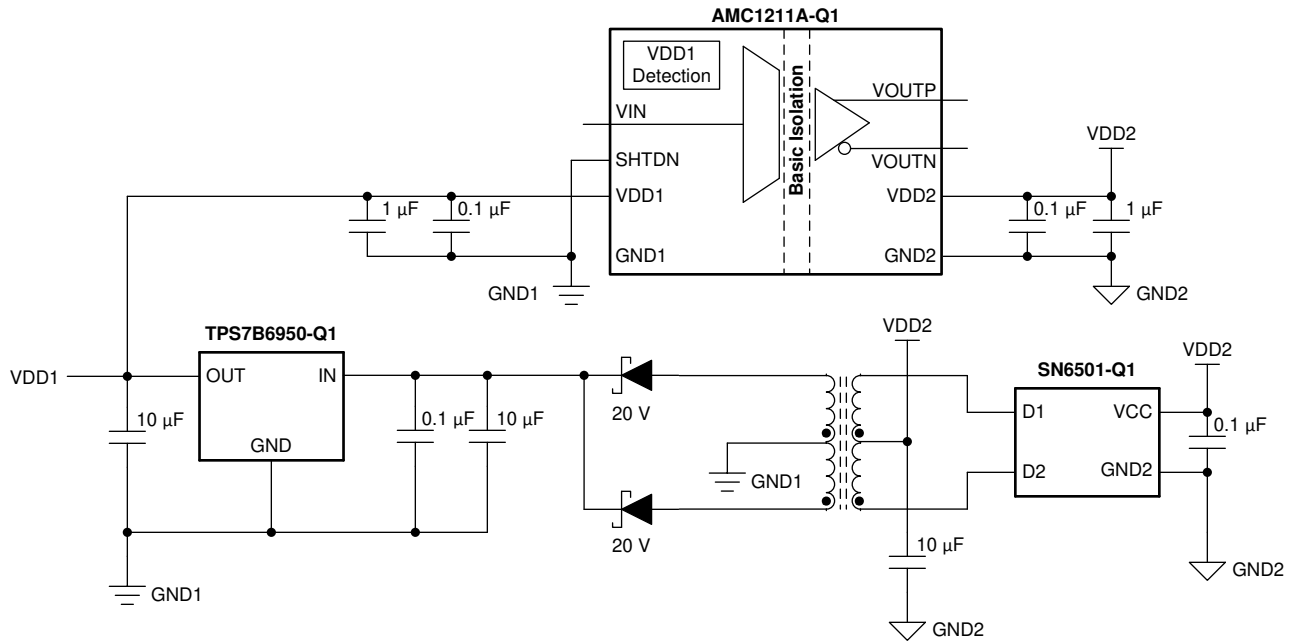 AMC1211A-Q1
VDD1
Detection
VIN
SHTDN
VDD1
GND1
Basic Isolation
VOUTP
VOUTN
VDD2
GND2
1 µF
0.1 µF
GND1
VDD2
0.1 µF
1 µF
GND2
TPS7B6950-Q1
VDD1
OUT
IN
GND
10 µF
0.1 µF
10 µF
GND1
20 V
20 V
GND1
VDD2
10 µF
GND2
SN6501-Q1
D1
VCC
D2
GND2
VDD2
0.1 µF
GND2